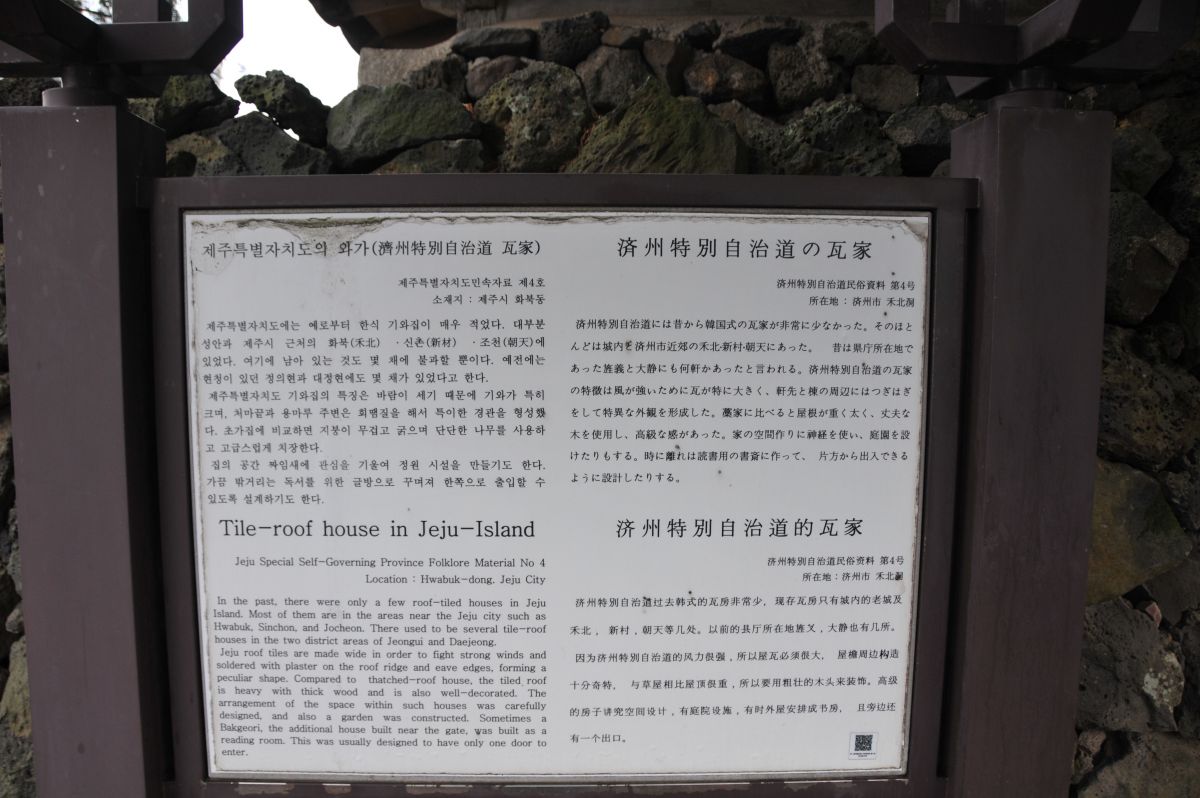 제주특별자치도의 와가(濟州特別自治道 瓦家)
제주특별자치도민속자료 제4호
소재지 : 제주시 화북동
제주특별자치도에는 예로부터 한식 기와집이 매우 적었다. 대부분
성안과 제주시 근처의 화북(禾北) ·신촌(新村) ·조천(朝天)에
있었다. 여기에 남아 있는 것도 몇 채에 불과할 뿐이다. 예전에는
현청이 있던 정의현과 대정현에도 몇 채가 있었다고 한다.
제주특별자치도 기와집의 특징은 바람이 세기 때문에 기와가 특히
크며, 처마끝과 용마루 주변은 회땜질을 해서 특이한 경관을 형성했
다. 초가집에 비교하면 지붕이 무겁고 굵으며 단단한 나무를 사용하
고 고급스럽게 치장한다.
집의 공간 짜임새에 관심을 기울여 정원 시설을 만들기도 한다.
가끔 밖거리는 독서를 위한 글방으로 꾸며져 한쪽으로 출입할 수
있도록 설계하기도 한다.
Tile-roof house in Jeju-Island
Jeju Special Self-Governing Province Folklore Material No 4
Location : Hwabuk-dong. Jeju City
In the past, there were only a few roof-tiled houses in Jeju
Island. Most of them are in the areas near the Jeju city such as
Hwabuk, Sinchon, and Jocheon. There used to be several tile-roof
houses in the two district areas of Jeongui and Daejeong.
Jeju roof tiles are made wide in order to fight strong winds and
soldered with plaster on the roof ridge and eave edges, forming a
peculiar shape. Compared to thatched-roof house, the tiled roof
is heavy with thick wood and is also well-decorated. The
arrangement of the space within such houses was carefully
designed, and also a garden was constructed. Sometimes a
Bakgeori, the additional house built near the gate, was built as a
reading room. This was usually designed to have only one door to
enter.
済州特別自治道の瓦家
済州特別自治道民俗資料 第4号
所在地 : 済州市 禾北洞
済州特別自治道には昔から韓国式の瓦家が非常に少なかった。そのほと
んどは城内と済州市近郊の禾北·新村·朝天にあった。 昔は県庁所在地で
あった旌義と大静にも何軒かあったと言われる。済州特別自治道の瓦家
の特徴は風が強いために瓦が特に大きく、軒先と棟の周辺にはつぎはぎ
をして特異な外観を形成した。藁家に比べると屋根が重く太く、丈夫な
木を使用し、高級な感があった。家の空間作りに神経を使い、庭園を設
けたりもする。時に離れは読書用の書斎に作って、 片方から出入できる
ように設計したりする。
済州特別自治道的瓦家
済州特別自治道民俗資料 第4号
所在地 : 済州市 禾北洞
済州特別自治道过去韩式的瓦房非常少, 现存瓦房只有城内的老城及
禾北, 新村, 朝天等几处。以前的县厅所在地旌义, 大静也有几所。
因为済州特別自治道的风力很强, 所以屋瓦必须很大, 屋檐周边构造
十分奇特, 与草屋相比屋顶很重, 所以要用粗壮的木头来装饰。高级
的房子讲究空间设计, 有庭院设施, 有时外屋安排成书房, 且旁边还
有一个出口。